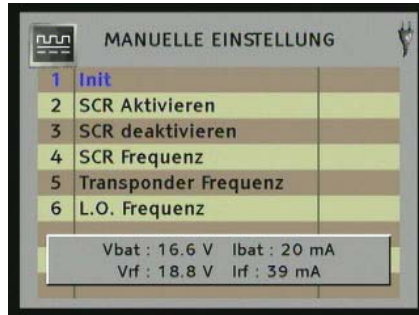 MANUELLE EINSTELLUNG
1 Init
2 SCR Aktivieren
3 SCR deaktivieren
4 SCR Frequenz
5 Transponder Frequenz
6 L.O. Frequenz
Vbat : 16.6 V Ibat : 20 mA
Vrf : 18.8 V Irf : 39 mA